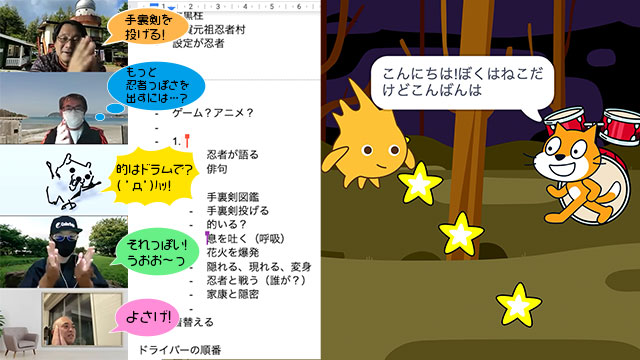 手裏剣を
投げる!
もっと
忍者っぽさを
出すには…?
的はドラムで?
( ﾟдﾟ)ﾊｯ!
それっぽい!
うおお〜っ
よさげ!
黒柱
元祖忍者村
設定が忍者
- ゲーム?アニメ?
-
- 1.
忍者が語る
俳句
手裏剣図鑑
- 手裏剣投げる
- 的いる?
息を吐く（呼吸）
花火を爆発
- 隠れる、現れる、変身
- 忍者と戦う（誰が？）
- 家康と隠密
-
替える
ドライバーの順番
こんにちは!ぼくはねこだ
けどこんばんは